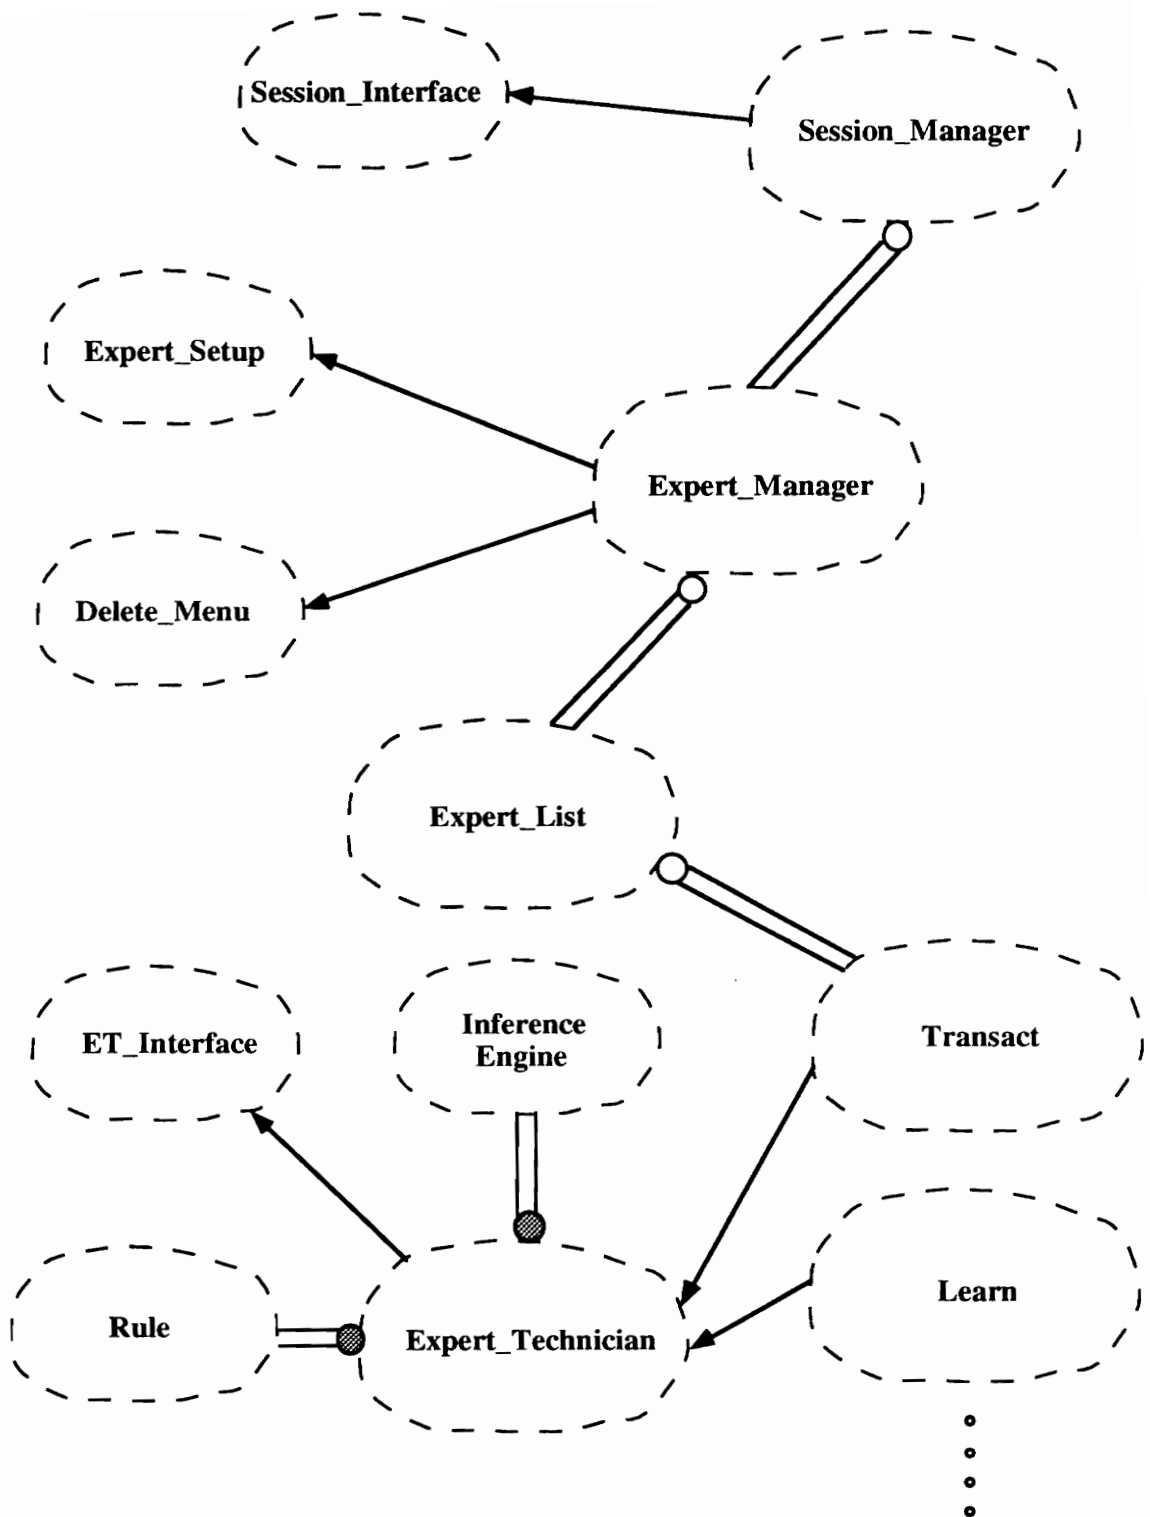 Session_Interface
Session_Manager
Expert_Setup
Expert_Manager
Delete_Menu
Expert_List
ET_Interface
Inference
Engine
Transact
Rule
Expert_Technician
Learn